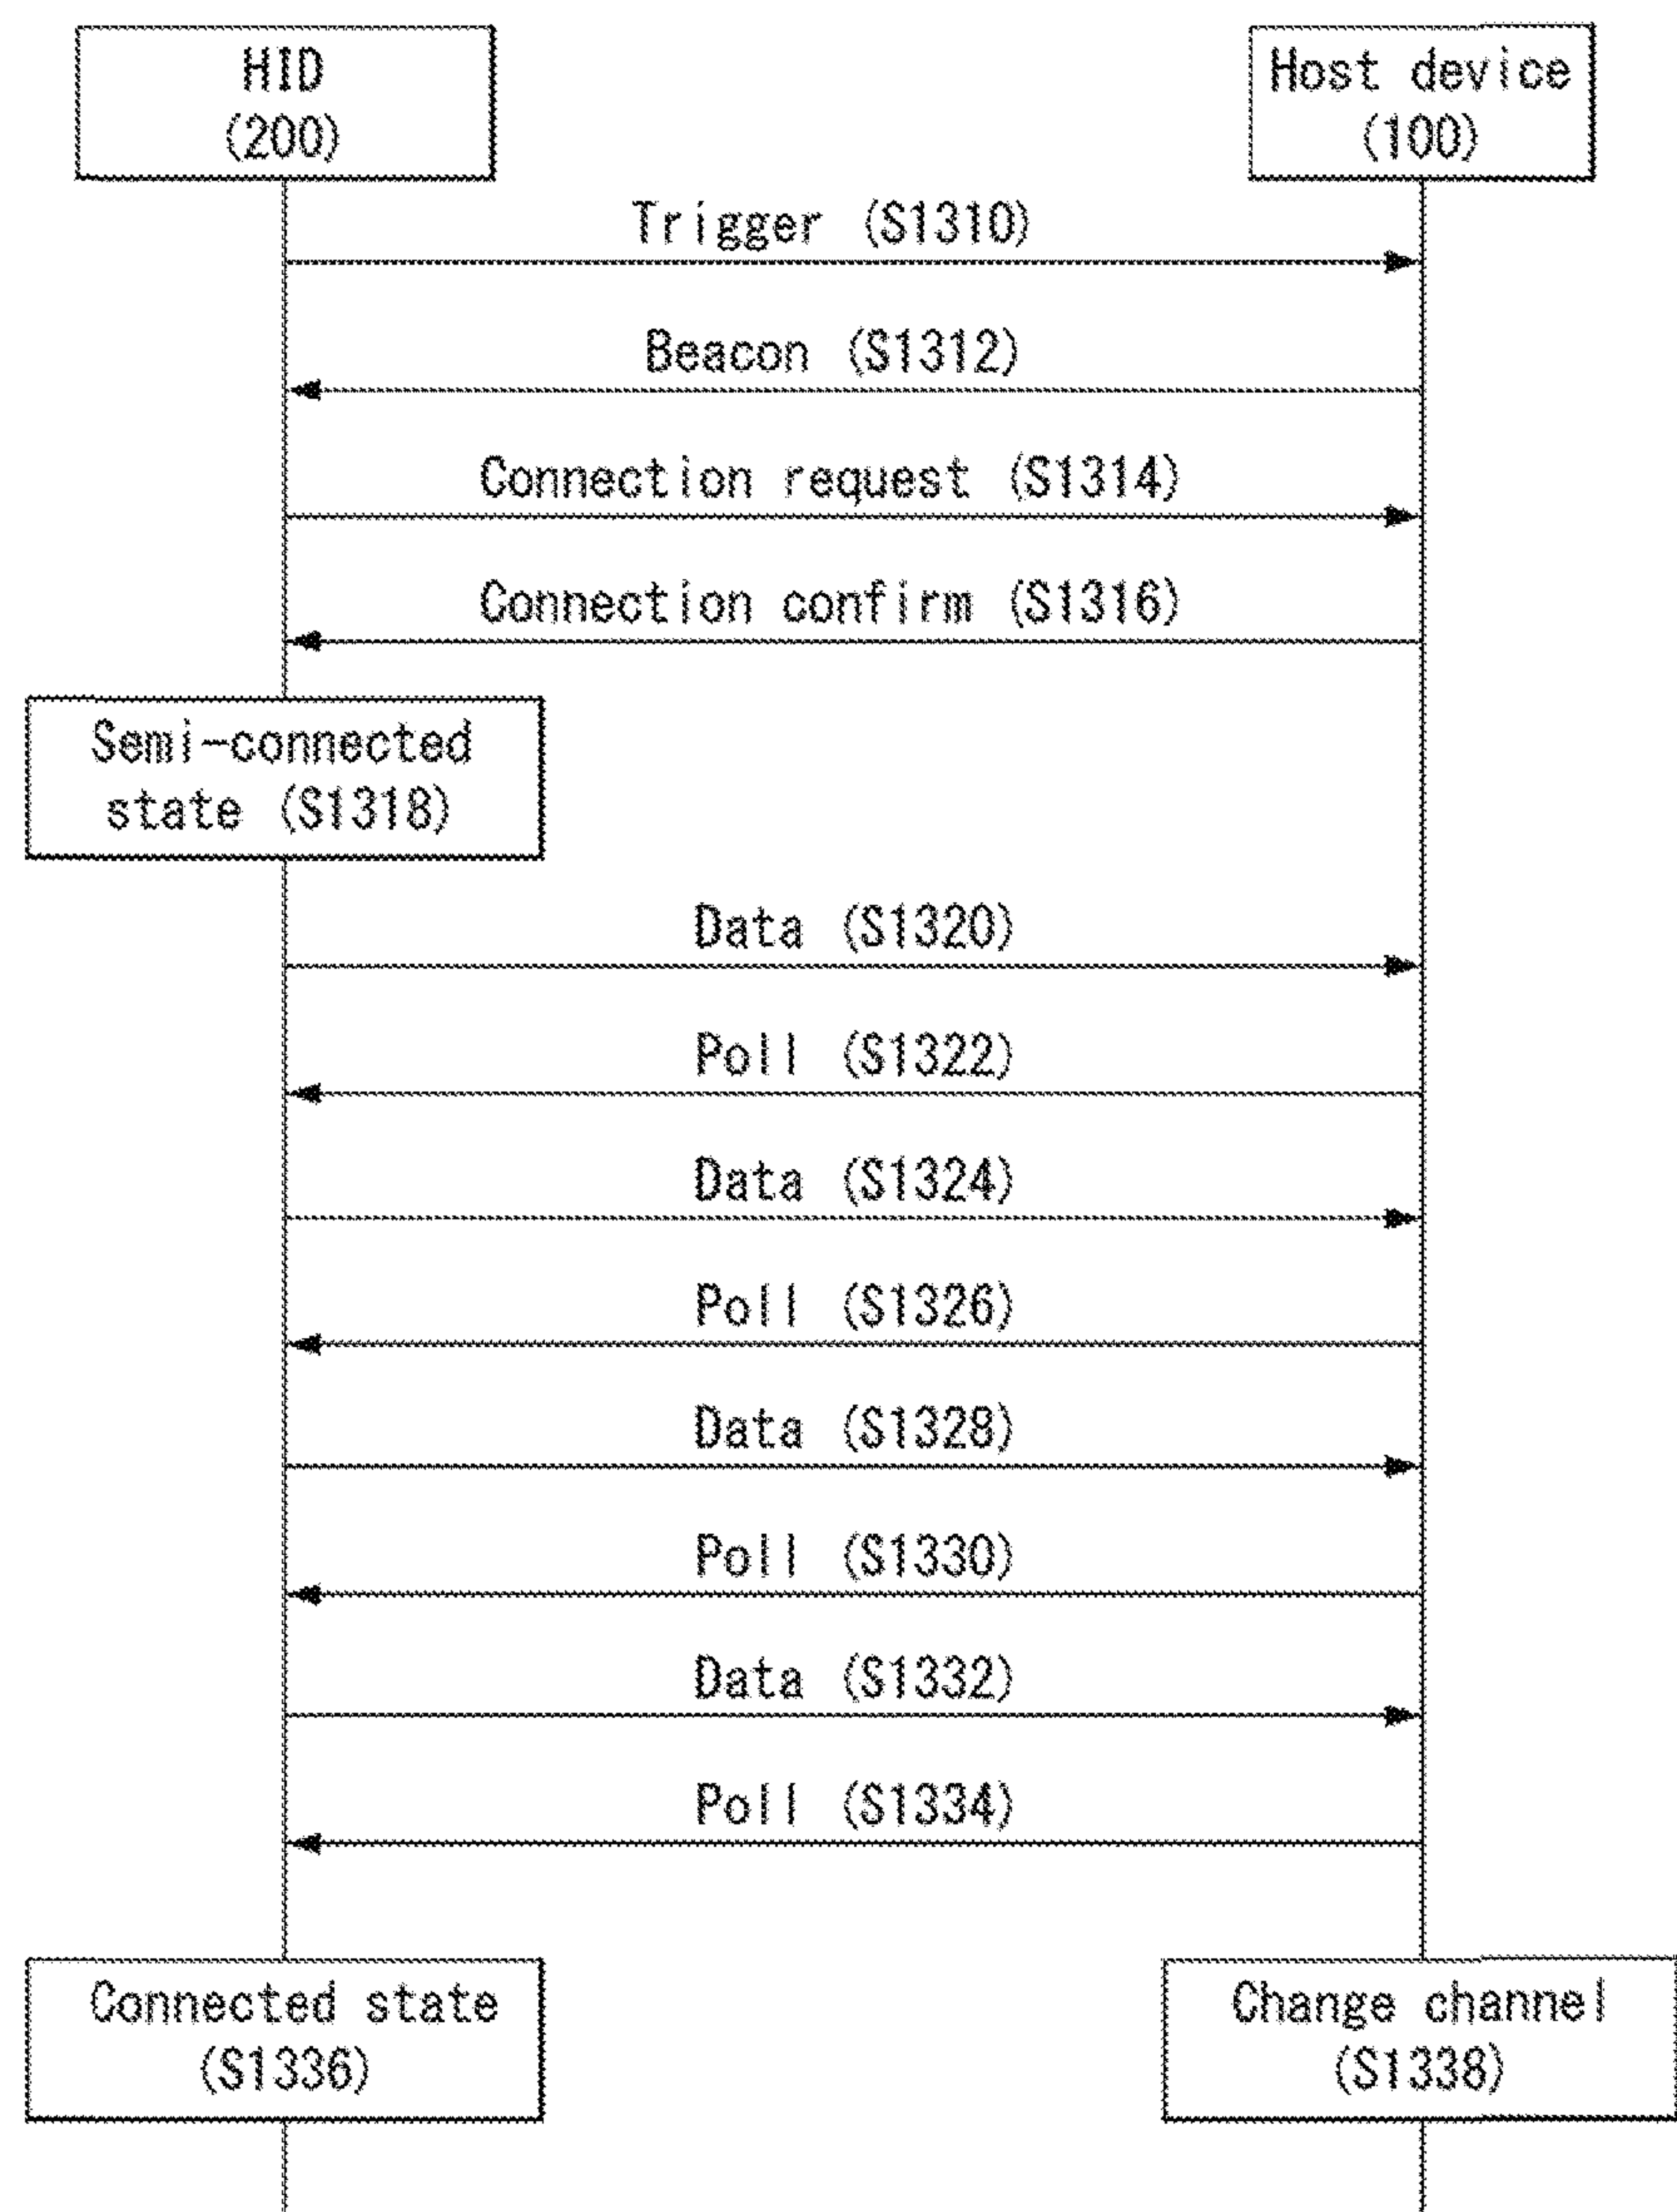 HID
(200)
Host device
(100)
Trigger (S1310)
Beacon (S1312)
Connection request (S1314)
Connection confirm (S1316)
Semi-connected
state (S1318)
Data (S1320)
Poll (S1322)
Data (S1324)
Poll (S1326)
Data (S1328)
Poll (S1330)
Data (S1332)
Poll (S1334)
Connected state
(S1336)
Change channel
(S1338)